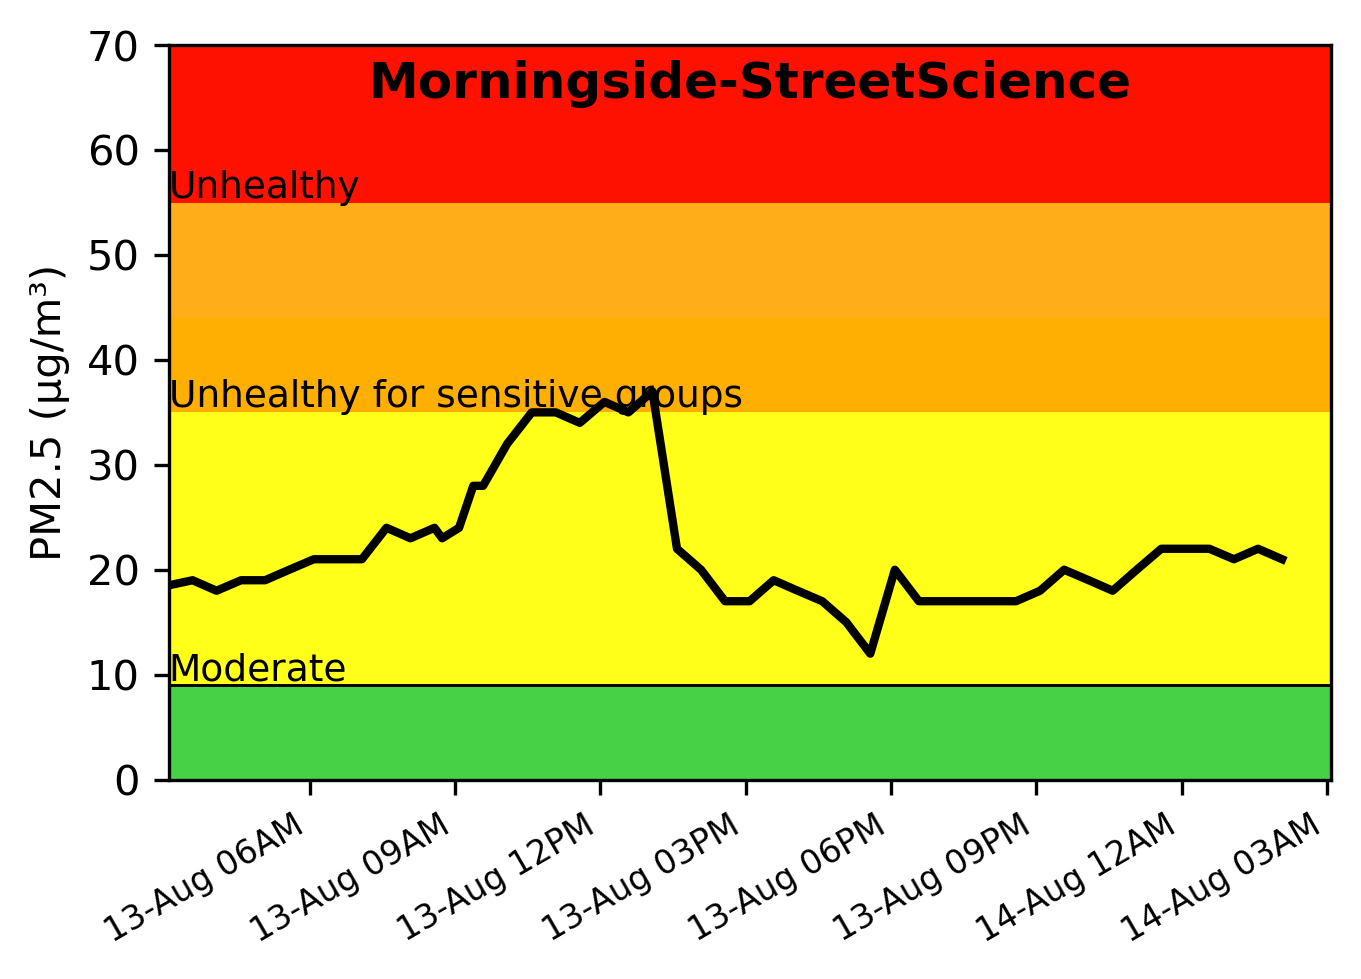 Morningside-StreetScience
PM2.5 (µg/m³)
70
60
50
40
30
20
10
0
Unhealthy
Unhealthy for sensitive groups
Moderate
13-Aug 06AM
13-Aug 09AM
13-Aug 12PM
13-Aug 03PM
13-Aug 06PM
13-Aug 09PM
14-Aug 12AM
14-Aug 03AM